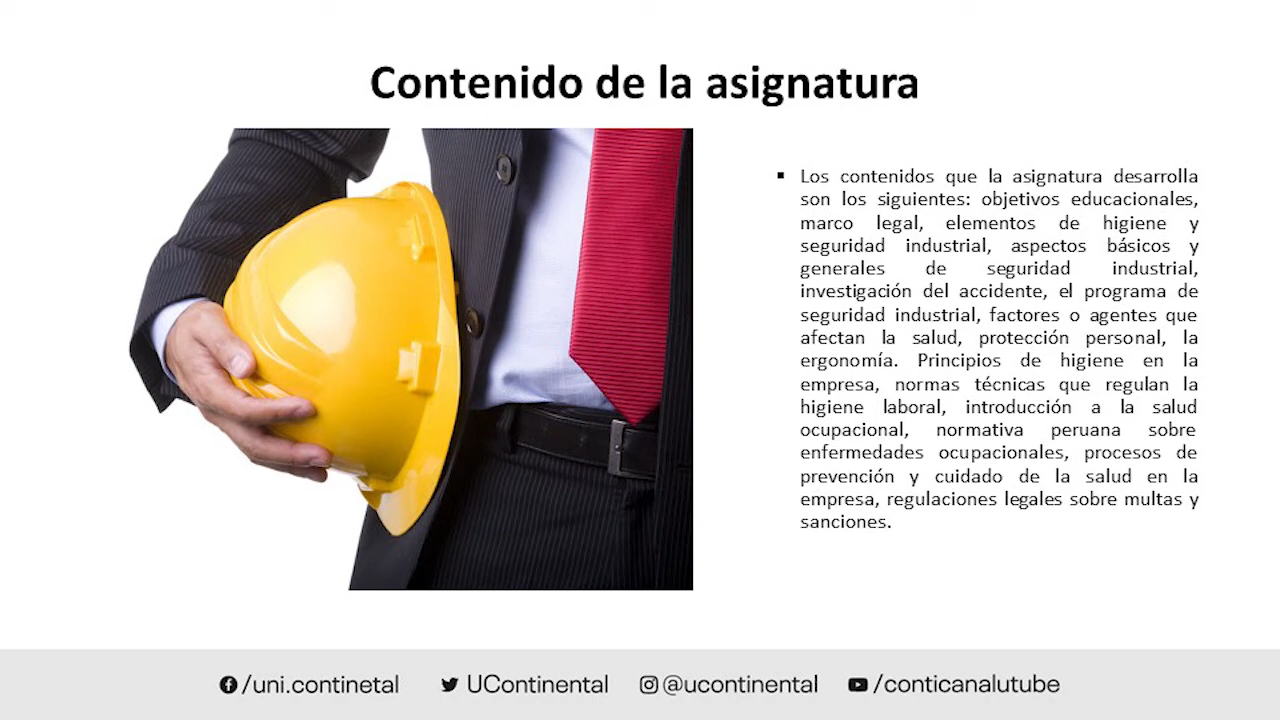 Contenido de la asignatura
▪ Los contenidos que la asignatura desarrolla
son los siguientes: objetivos educacionales,
marco legal, elementos de higiene y
seguridad industrial, aspectos básicos y
generales de seguridad industrial,
investigación del accidente, el programa de
seguridad industrial, factores o agentes que
afectan la salud, protección personal, la
ergonomía. Principios de higiene en la
empresa, normas técnicas que regulan la
higiene laboral, introducción a la salud
ocupacional, normativa peruana sobre
enfermedades ocupacionales, procesos de
prevención y cuidado de la salud en la
empresa, regulaciones legales sobre multas y
sanciones.
/uni.continetal UContinental @ucontinental /conticanalutube